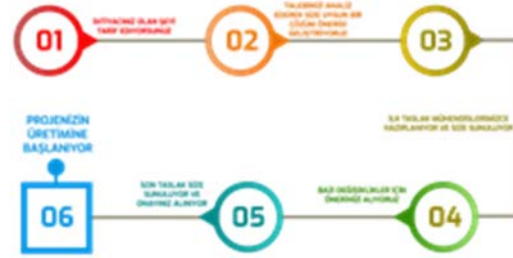 01
İHTİYACINIZ OLAN ŞEYİ
TARİF EDİYORSUNUZ
02
TALEBİNİZİ ANALİZ
EDEREK SİZE UYGUN BİR
ÇÖZÜM ÖNERİSİ
GELİŞTİRİYORUZ
03
İLK TASLAK MÜHENDİSLERİMİZCE
HAZIRLANIYOR VE SİZE SUNULUYOR
04
BAZI DEĞİŞİKLİKLER İÇİN
ÖNERİNİZİ ALIYORUZ
05
SON TASLAK SİZE
SUNULUYOR VE
ONAYINIZ ALINIYOR
06
PROJENİZİN
ÜRETİMİNE
BAŞLANIYOR